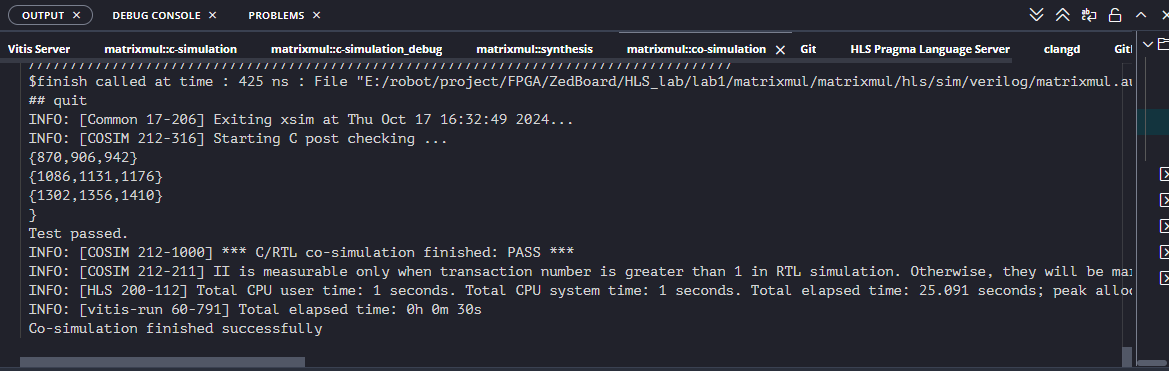 OUTPUT DEBUG CONSOLE PROBLEMS
Vitis Server matrixmul::c-simulation matrixmul::c-simulation_debug matrixmul::synthesis matrixmul::co-simulation Git HLS Pragma Language Server clangd Gitl
////////////////////////////////////////////////////////////////////////////////////
$finish called at time : 425 ns : File "E:/robot/project/FPGA/ZedBoard/HLS_lab/lab1/matrixmul/matrixmul/hls/sim/verilog/matrixmul.au
## quit
INFO: [Common 17-206] Exiting xsim at Thu Oct 17 16:32:49 2024...
INFO: [COSIM 212-316] Starting C post checking ...
{870,906,942}
{1086,1131,1176}
{1302,1356,1410}
}
Test passed.
INFO: [COSIM 212-1000] *** C/RTL co-simulation finished: PASS ***
INFO: [COSIM 212-211] II is measurable only when transaction number is greater than 1 in RTL simulation. Otherwise, they will be mar
INFO: [HLS 200-112] Total CPU user time: 1 seconds. Total CPU system time: 1 seconds. Total elapsed time: 25.091 seconds; peak alloc
INFO: [vitis-run 60-791] Total elapsed time: 0h 0m 30s
Co-simulation finished successfully